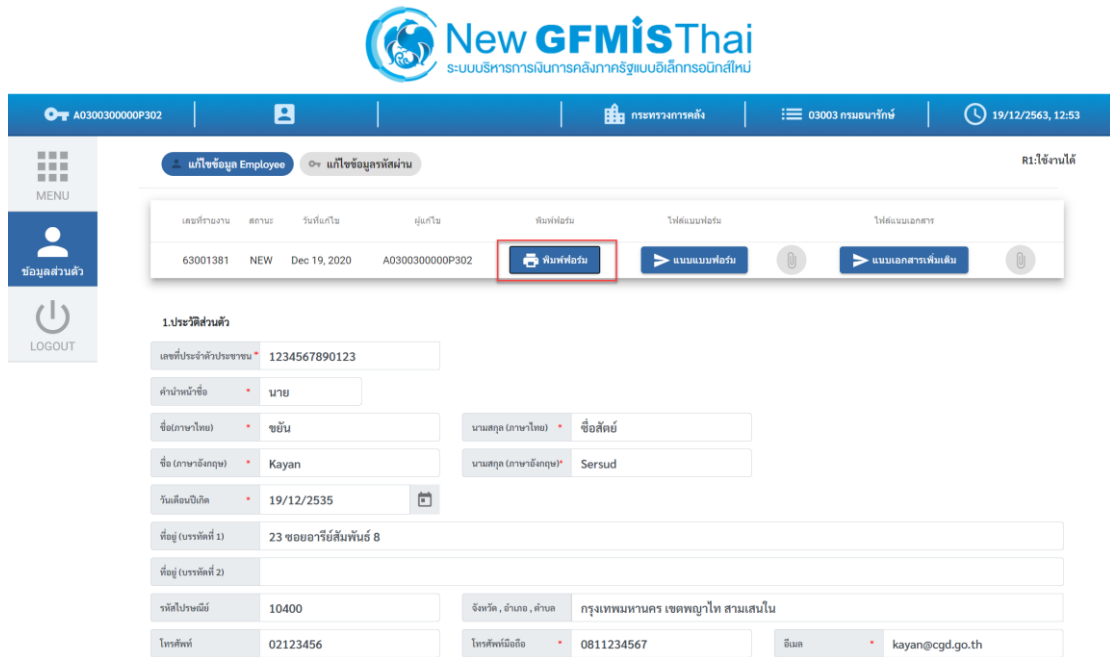 New GFMIS Thai
ระบบบริหารการเงินการคลังภาครัฐแบบอิเล็กทรอนิกส์ใหม่
A0300300000P302 กระทรวงการคลัง 03003 กรมธนารักษ์ 19/12/2563, 12:53
MENU
ข้อมูลส่วนตัว
LOGOUT
แก้ไขข้อมูล Employee แก้ไขข้อมูลรหัสผ่าน R1:ใช้งานได้
เลขที่รายงาน สถานะ วันที่แก้ไข ผู้แก้ไข พิมพ์ฟอร์ม ไฟล์แนบฟอร์ม ไฟล์แนบเอกสาร
63001381 NEW Dec 19, 2020 A0300300000P302 พิมพ์ฟอร์ม แนบแบบฟอร์ม แนบเอกสารเพิ่มเติม
1.ประวัติส่วนตัว
เลขที่ประจำตัวประชาชน * 1234567890123
คำนำหน้าชื่อ * นาย
ชื่อ(ภาษาไทย) * ขยัน นามสกุล (ภาษาไทย) * ซื่อสัตย์
ชื่อ (ภาษาอังกฤษ) * Kayan นามสกุล (ภาษาอังกฤษ)* Sersud
วันเดือนปีเกิด * 19/12/2535
ที่อยู่ (บรรทัดที่ 1) 23 ซอยอารีย์สัมพันธ์ 8
ที่อยู่ (บรรทัดที่ 2)
รหัสไปรษณีย์ 10400 จังหวัด , อำเภอ , ตำบล กรุงเทพมหานคร เขตพญาไท สามเสนใน
โทรศัพท์ 02123456 โทรศัพท์มือถือ * 0811234567 อีเมล * kayan@cgd.go.th